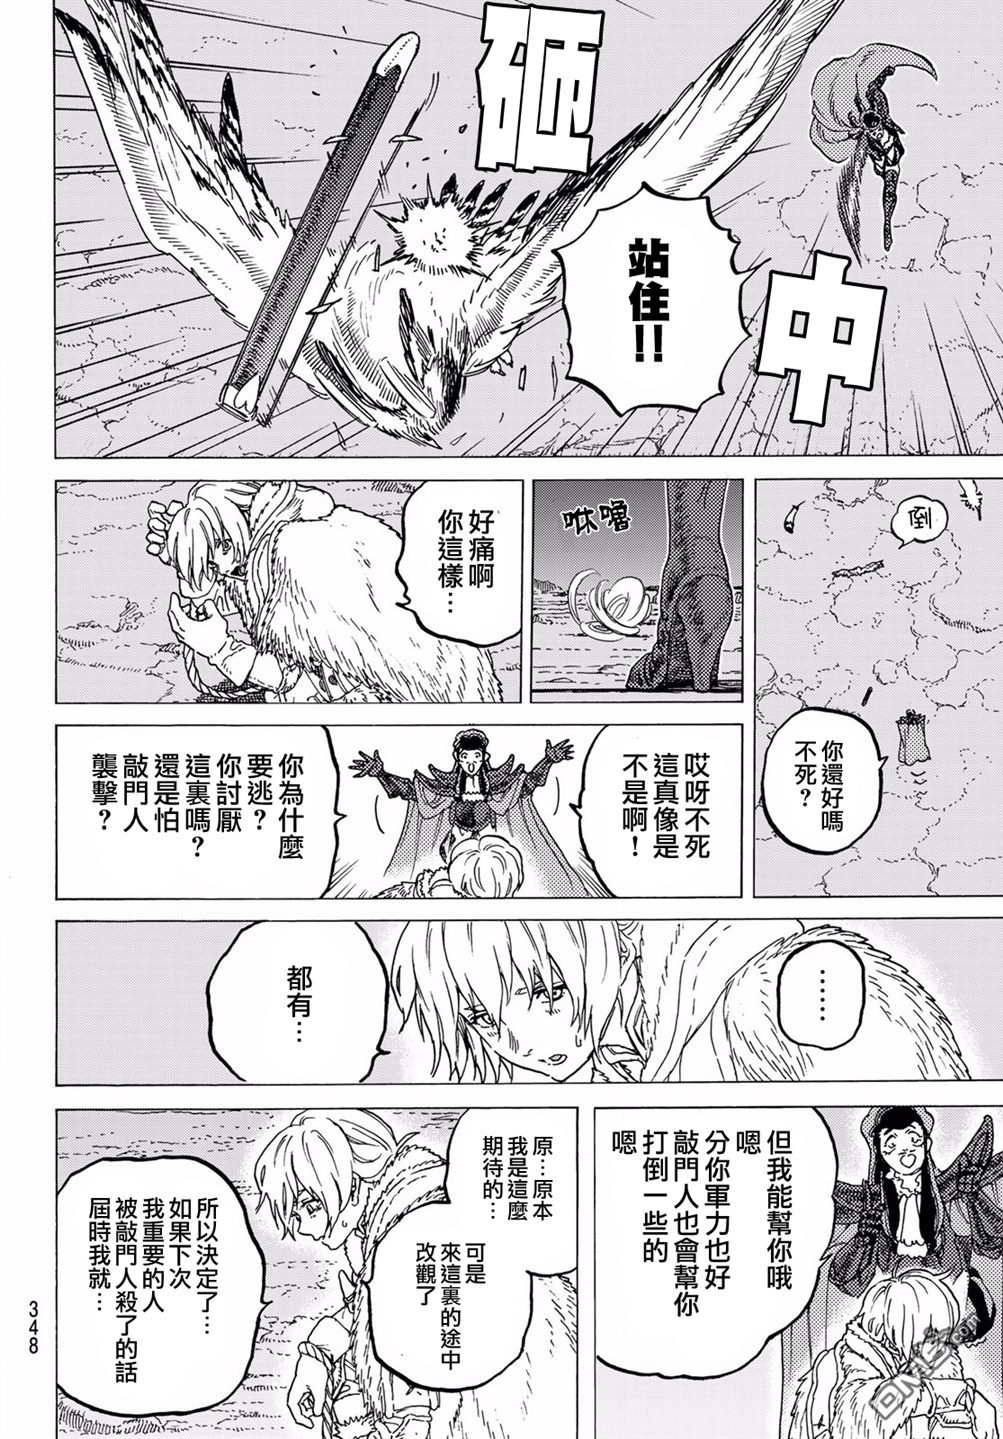 砸
中
站
住!!
倒
你還好嗎
不死?
咻嚕
好痛啊
你這樣…
哎呀不死
這真像是
不是啊!
你為什麼
要逃?
你討厭
這裏嗎?
還是怕
敲門人
襲擊?
……
都有…
但我能幫你哦
嗯
分你軍力也好
敲門人也會幫你
打倒一些的
嗯
原…原本
我是這麼
期待的…
可是
來這裏的途中
改觀了
所以決定了…
如果下次
我重要的人
被敲門人殺了的話
屆時我就…
348
DM5.com